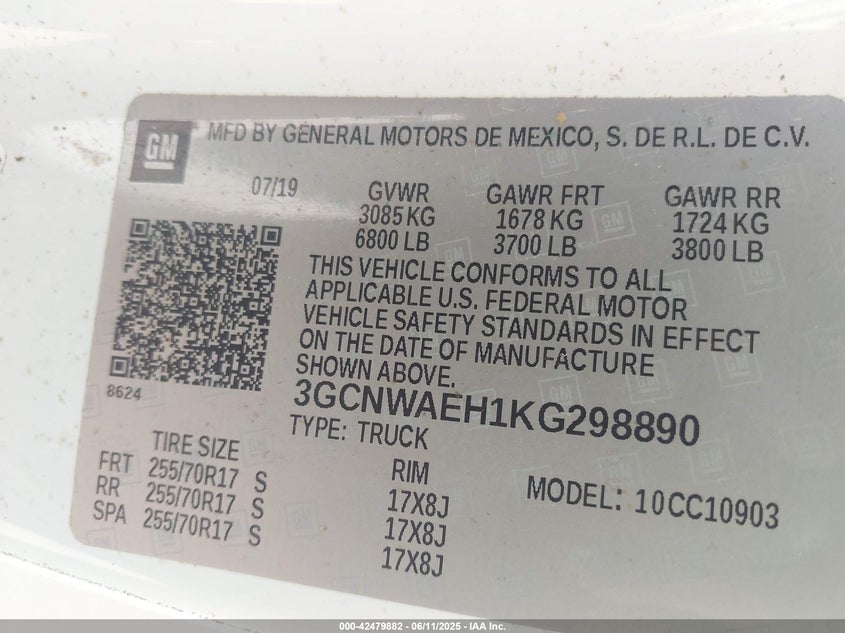 GM MFD BY GENERAL MOTORS DE MEXICO, S. DE R.L. DE C.V.
07/19 GVWR GAWR FRT GAWR RR
3085 KG 1678 KG 1724 KG
6800 LB 3700 LB 3800 LB
THIS VEHICLE CONFORMS TO ALL
APPLICABLE U.S. FEDERAL MOTOR
VEHICLE SAFETY STANDARDS IN EFFECT
ON THE DATE OF MANUFACTURE
SHOWN ABOVE.
8624
3GCNWAEH1KG298890
TYPE: TRUCK
TIRE SIZE RIM MODEL: 10CC10903
FRT 255/70R17 S 17X8J
RR 255/70R17 S 17X8J
SPA 255/70R17 S 17X8J
000-42479882 - 06/11/2025 - IAA Inc.